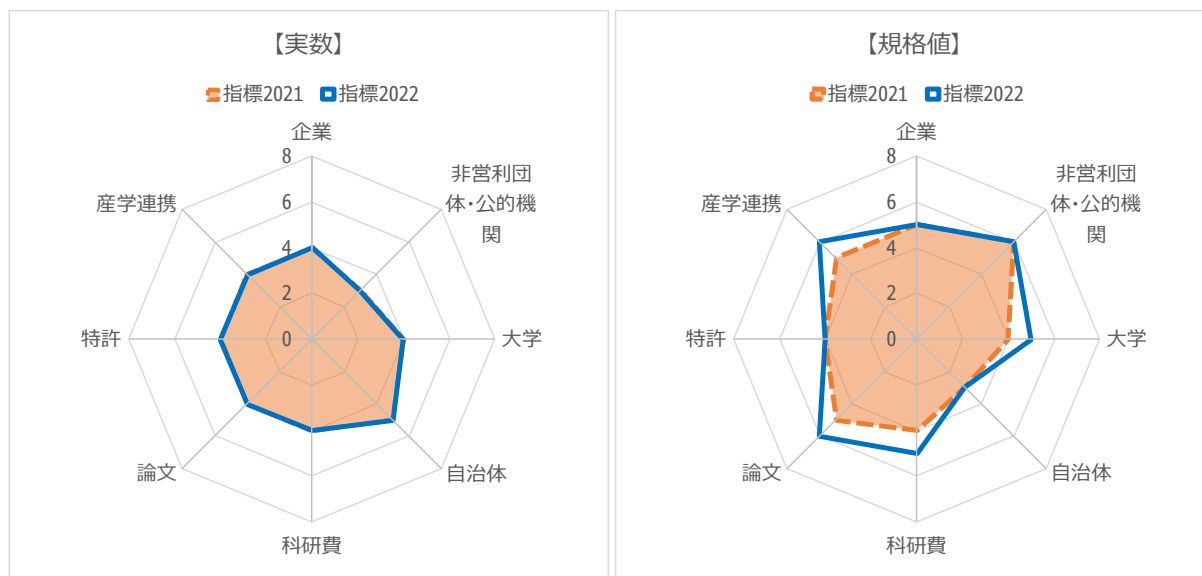 【実数】
指標2021 指標2022
企業
8
6
4
2
0
非営利団
体・公的機
関
大学
自治体
科研費
論文
特許
産学連携
【規格値】
指標2021 指標2022
企業
8
6
4
2
0
非営利団
体・公的機
関
大学
自治体
科研費
論文
特許
産学連携